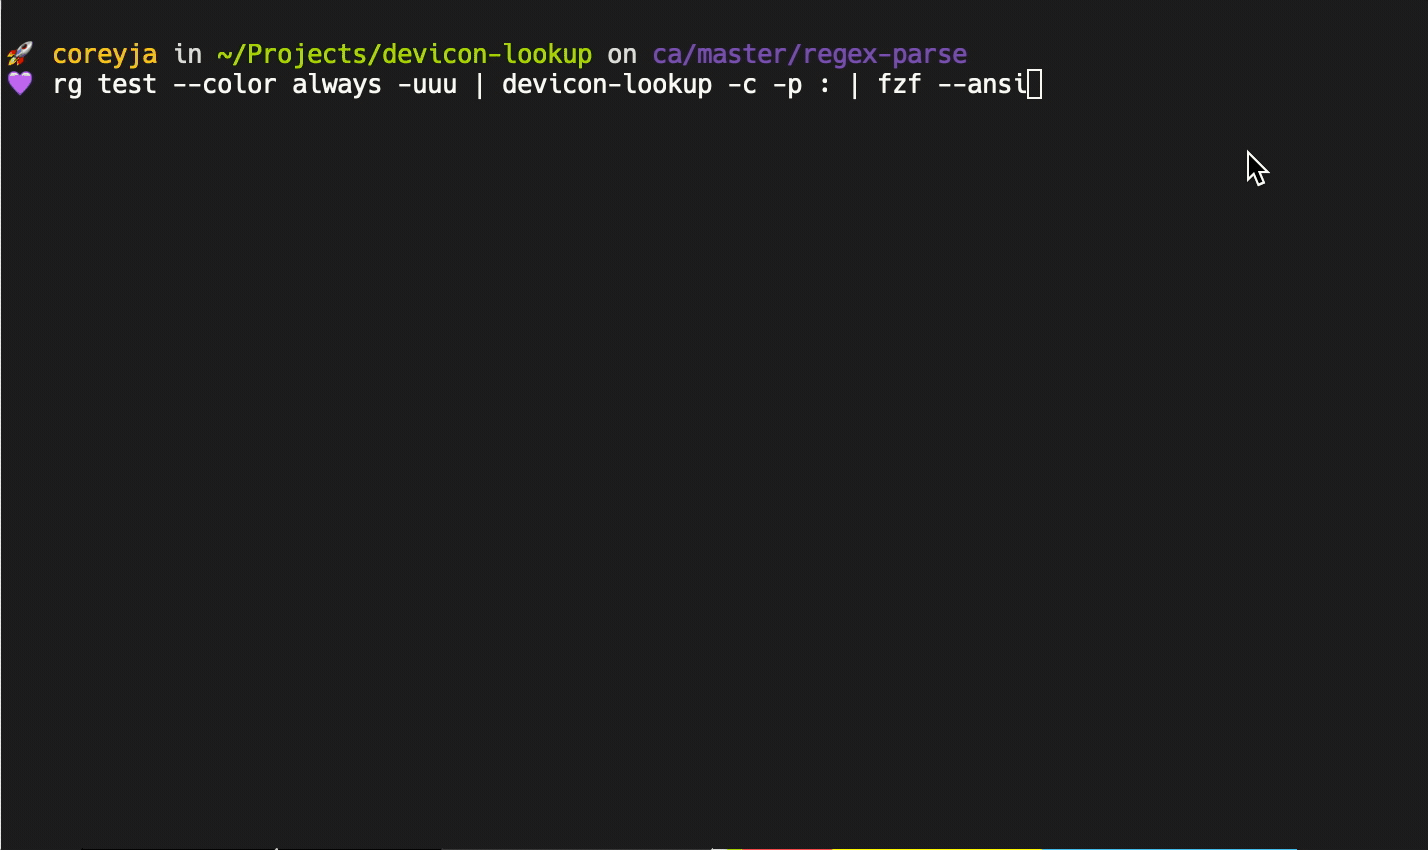 🚀 coreyja in ~/Projects/devicon-lookup on ca/master/regex-parse
💜 rg test --color always -uuu | devicon-lookup -c -p : | fzf --ansi